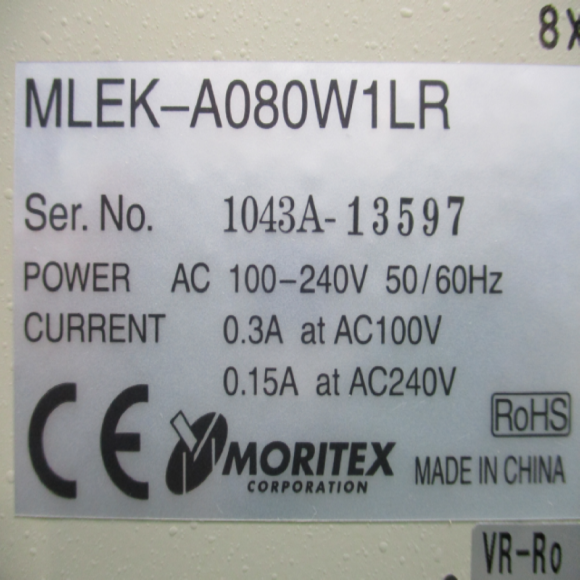 8X
MLEK-A080W1LR
Ser. No. 1043A-13597
POWER AC 100-240V 50/60Hz
CURRENT 0.3A at AC100V
0.15A at AC240V
CE
RoHS
MORITEX
CORPORATION
MADE IN CHINA
VR-Ro